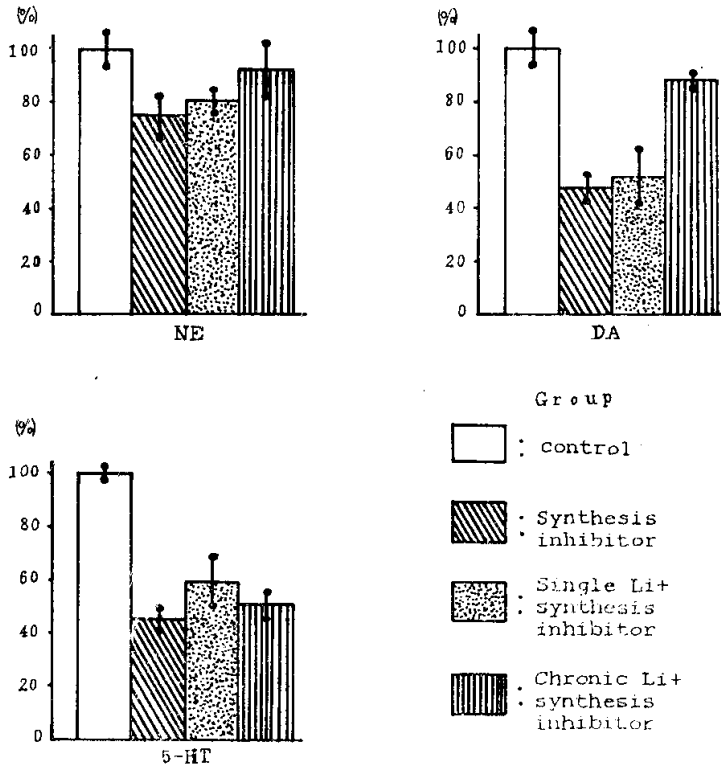 (%)
100
80
60
40
20
0
NE
(%)
100
80
60
40
20
0
DA
(%)
100
80
60
40
20
0
5-HT
Group
: control
: Synthesis
inhibitor
: Single Li+
synthesis
inhibitor
: Chronic Li+
synthesis
inhibitor